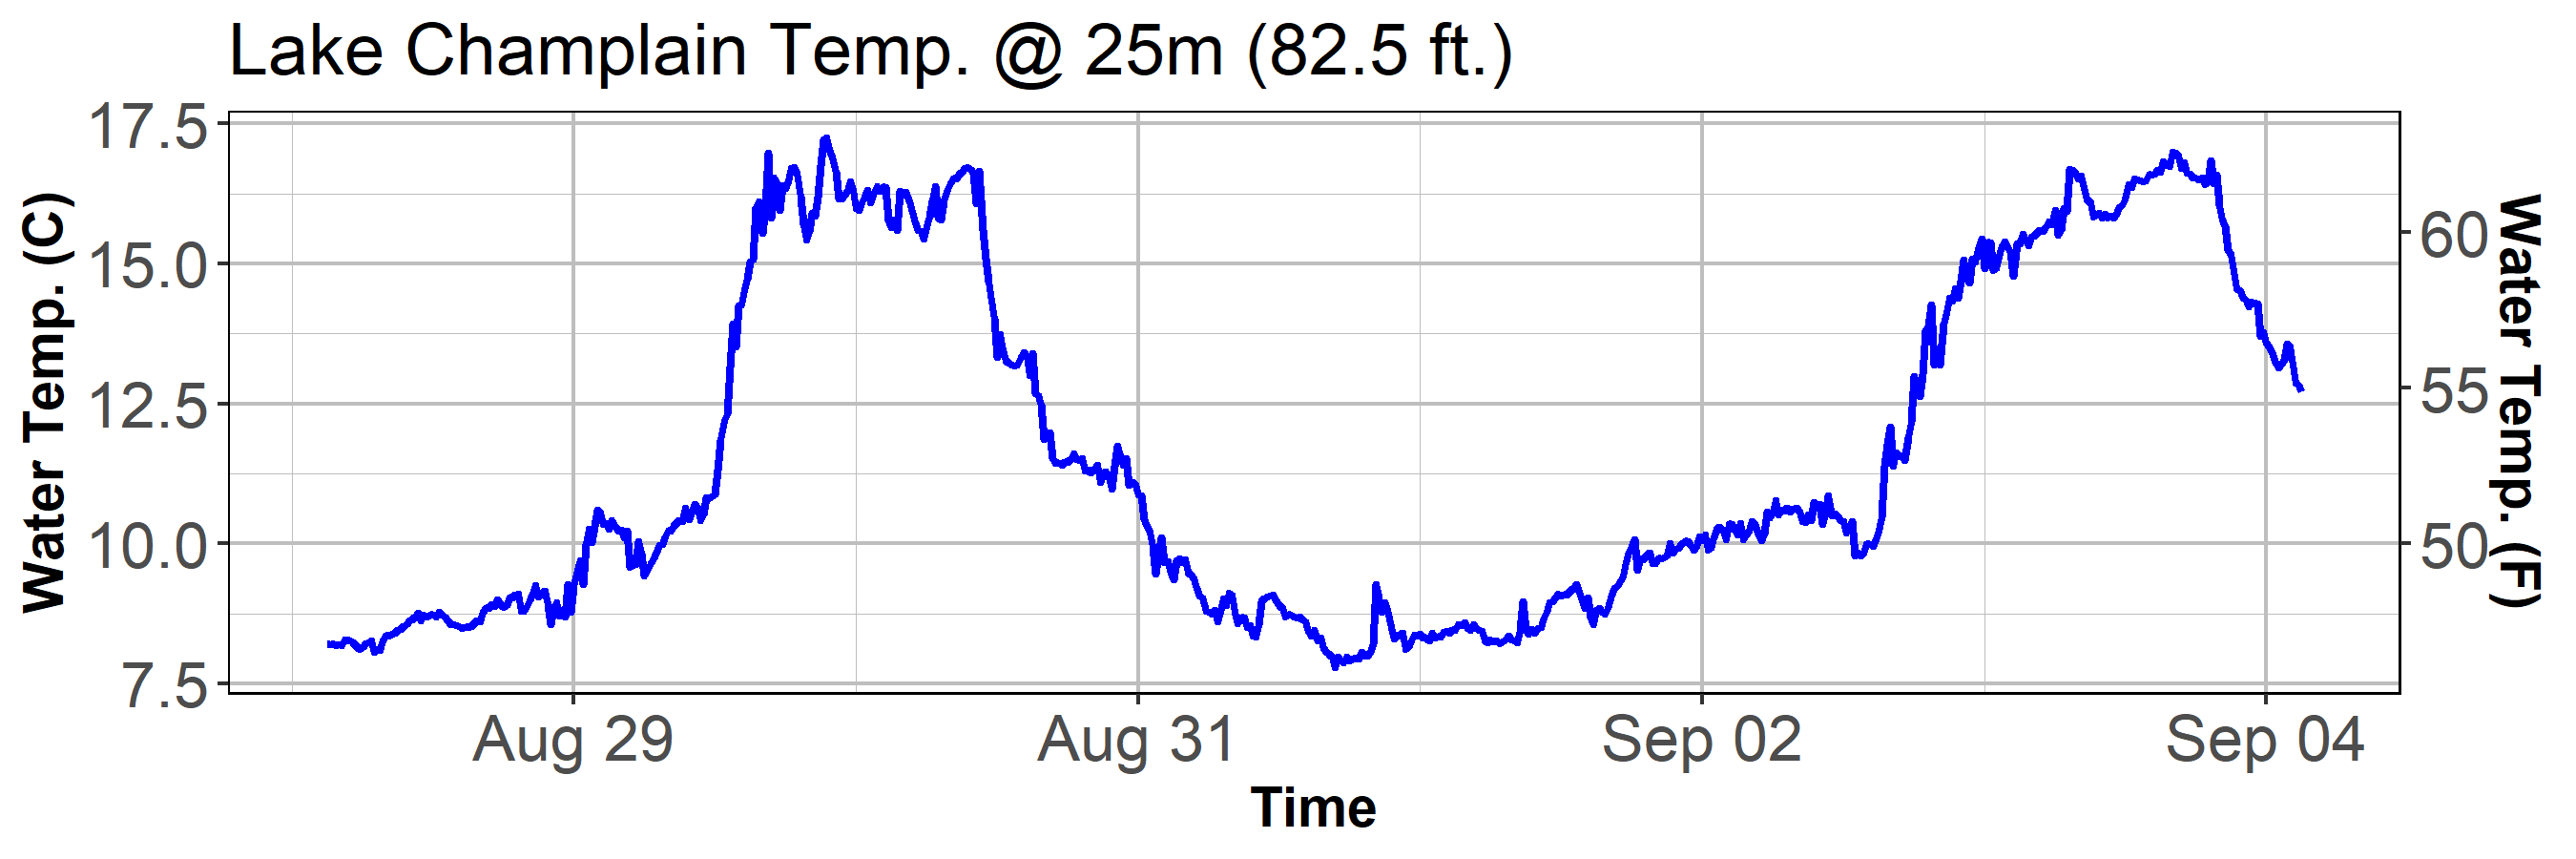 Lake Champlain Temp. @ 25m (82.5 ft.)
Water Temp. (C)
17.5
15.0
12.5
10.0
7.5
60
55
50
Water Temp. (F)
Aug 29
Aug 31
Sep 02
Sep 04
Time